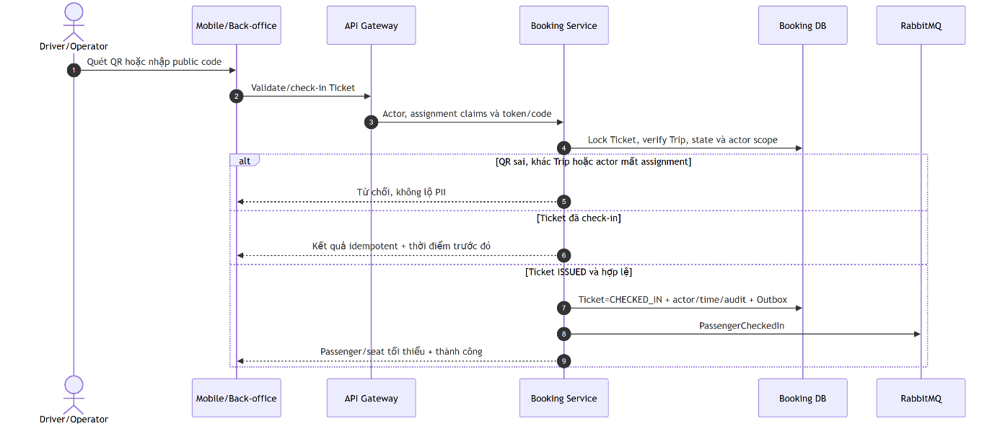 Mobile/Back-office
API Gateway
Booking Service
Booking DB
RabbitMQ
Driver/Operator
Quét QR hoặc nhập public code
1
Validate/check-in Ticket
2
Actor, assignment claims và token/code
3
Lock Ticket, verify Trip, state và actor scope
4
alt
[QR sai, khác Trip hoặc actor mất assignment]
Từ chối, không lộ PII
5
[Ticket đã check-in]
Kết quả idempotent + thời điểm trước đó
6
[Ticket ISSUED và hợp lệ]
Ticket=CHECKED_IN + actor/time/audit + Outbox
7
PassengerCheckedIn
8
Passenger/seat tối thiểu + thành công
9
Mobile/Back-office
API Gateway
Booking Service
Booking DB
RabbitMQ
Driver/Operator